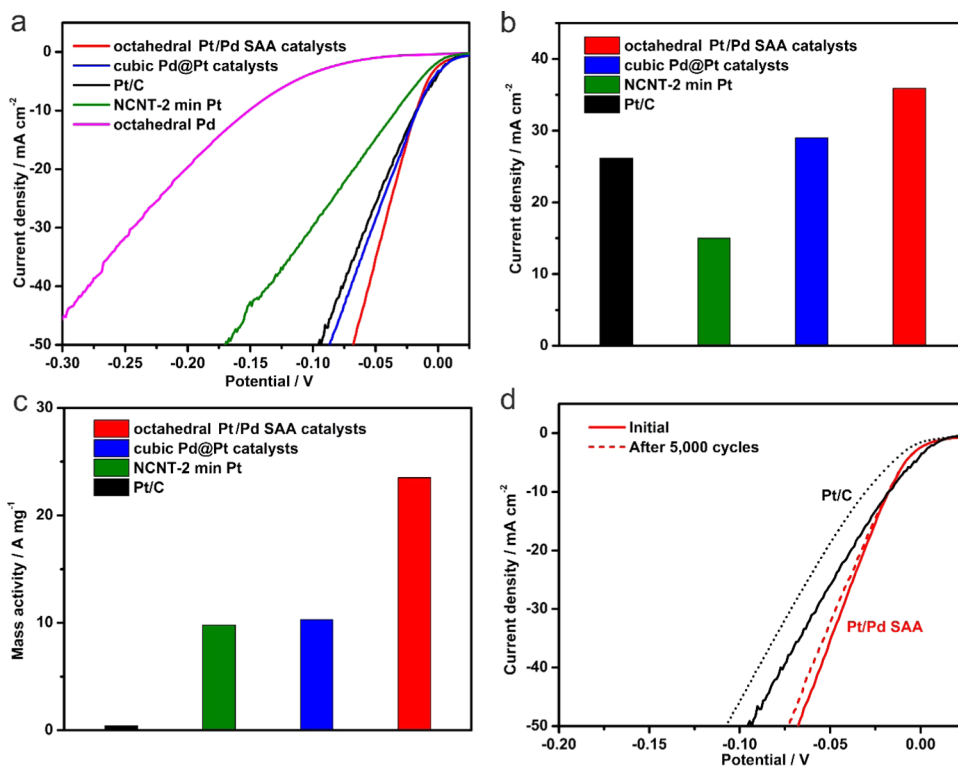 a
octahedral Pt/Pd SAA catalysts
cubic Pd@Pt catalysts
Pt/C
NCNT-2 min Pt
octahedral Pd
0
-10
-20
-30
-40
-50
-0.30
-0.25
-0.20
-0.15
-0.10
-0.05
0.00
Current density / mA cm-2
Potential / V
b
octahedral Pt/Pd SAA catalysts
cubic Pd@Pt catalysts
NCNT-2 min Pt
Pt/C
40
30
20
10
0
Current density / mA cm-2
c
octahedral Pt/Pd SAA catalysts
cubic Pd@Pt catalysts
NCNT-2 min Pt
Pt/C
30
20
10
0
Mass activity / A mg-1
d
Initial
After 5,000 cycles
Pt/C
Pt/Pd SAA
0
-10
-20
-30
-40
-50
-0.20
-0.15
-0.10
-0.05
0.00
Current density / mA cm-2
Potential / V